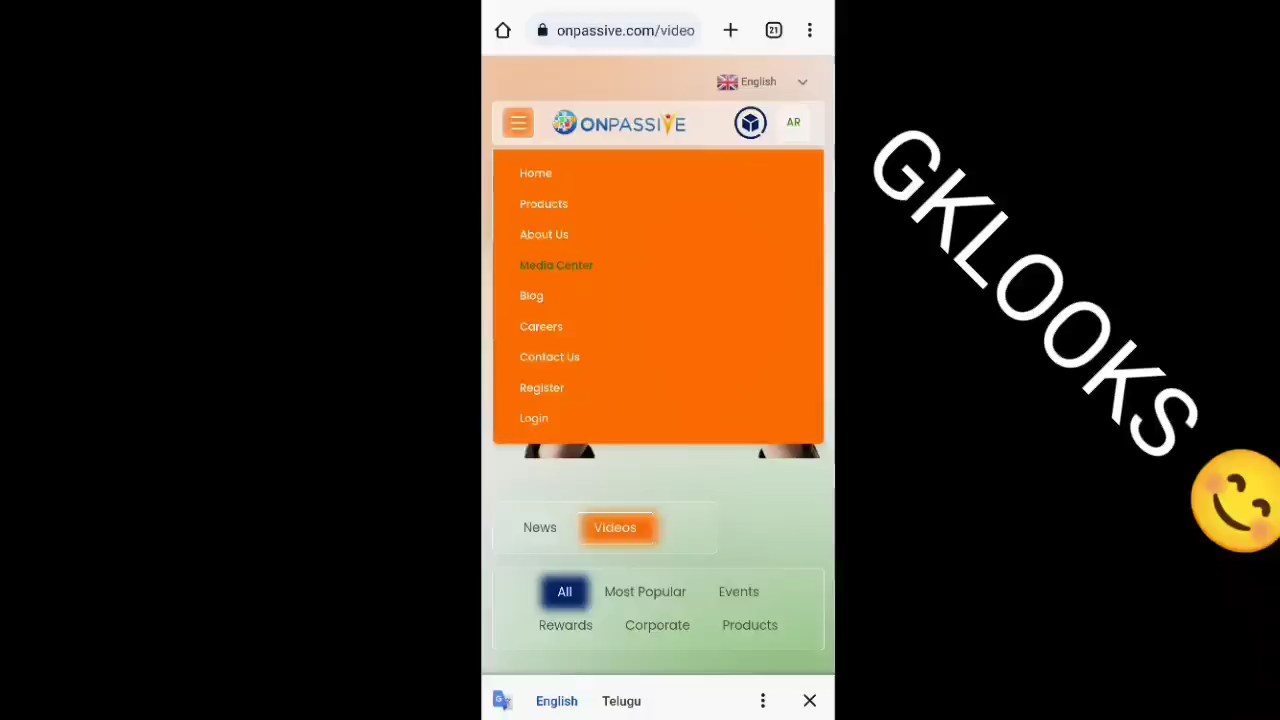 onpassive.com/video
21
English
ONPASSIVE
AR
Home
Products
About Us
Media Center
Blog
Careers
Contact Us
Register
Login
News Videos
All Most Popular Events
Rewards Corporate Products
English Telugu
GKLOOKS